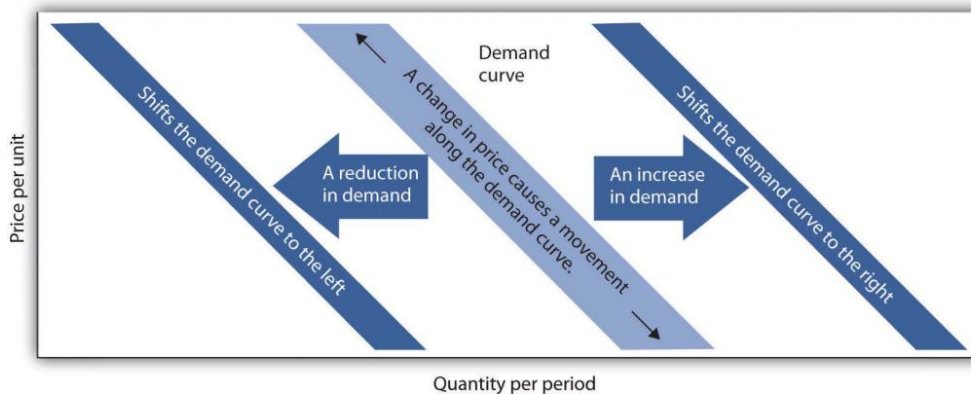 Price per unit
Shifts the demand curve to the left
A reduction
in demand
A change in price causes a movement
along the demand curve.
Demand
curve
An increase
in demand
Shifts the demand curve to the right
Quantity per period